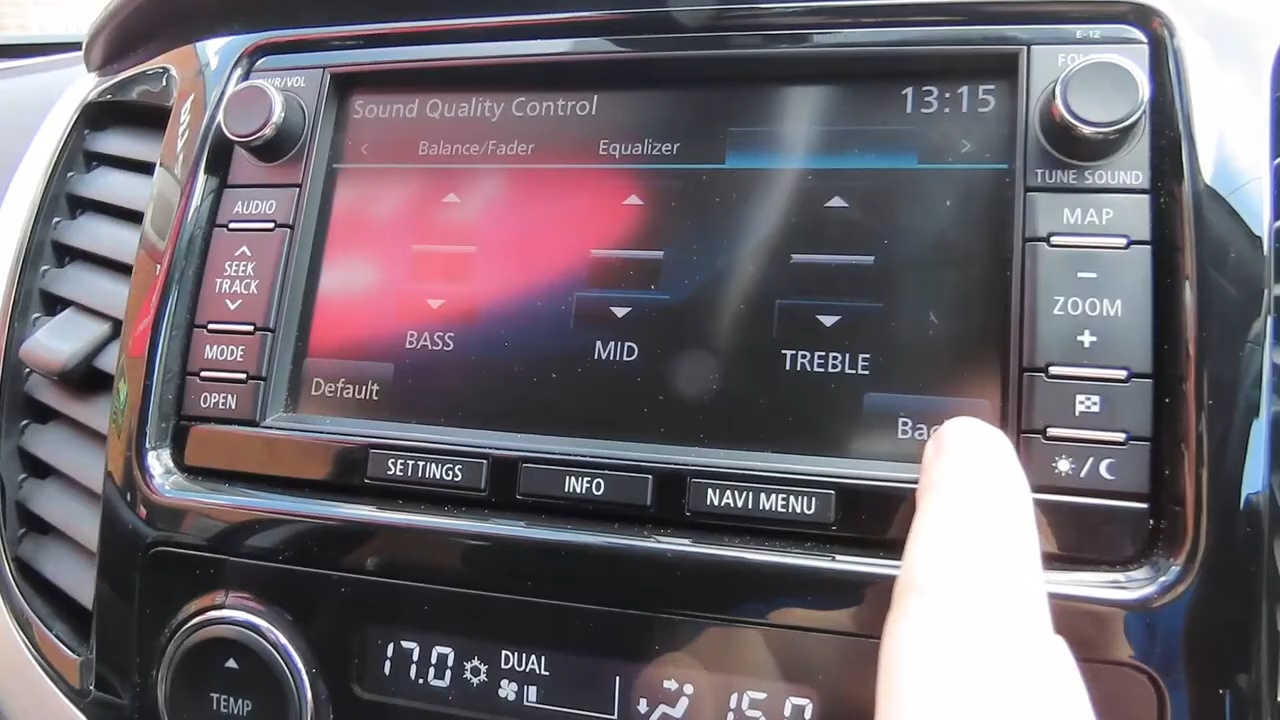 E-12
PWR/VOL
Sound Quality Control
13:15
< Balance/Fader Equalizer >
TUNE SOUND
AUDIO
MAP
SEEK
TRACK
-
ZOOM
+
BASS
MID
TREBLE
MODE
Default
OPEN
SETTINGS
INFO
NAVI MENU
17.0
DUAL
TEMP